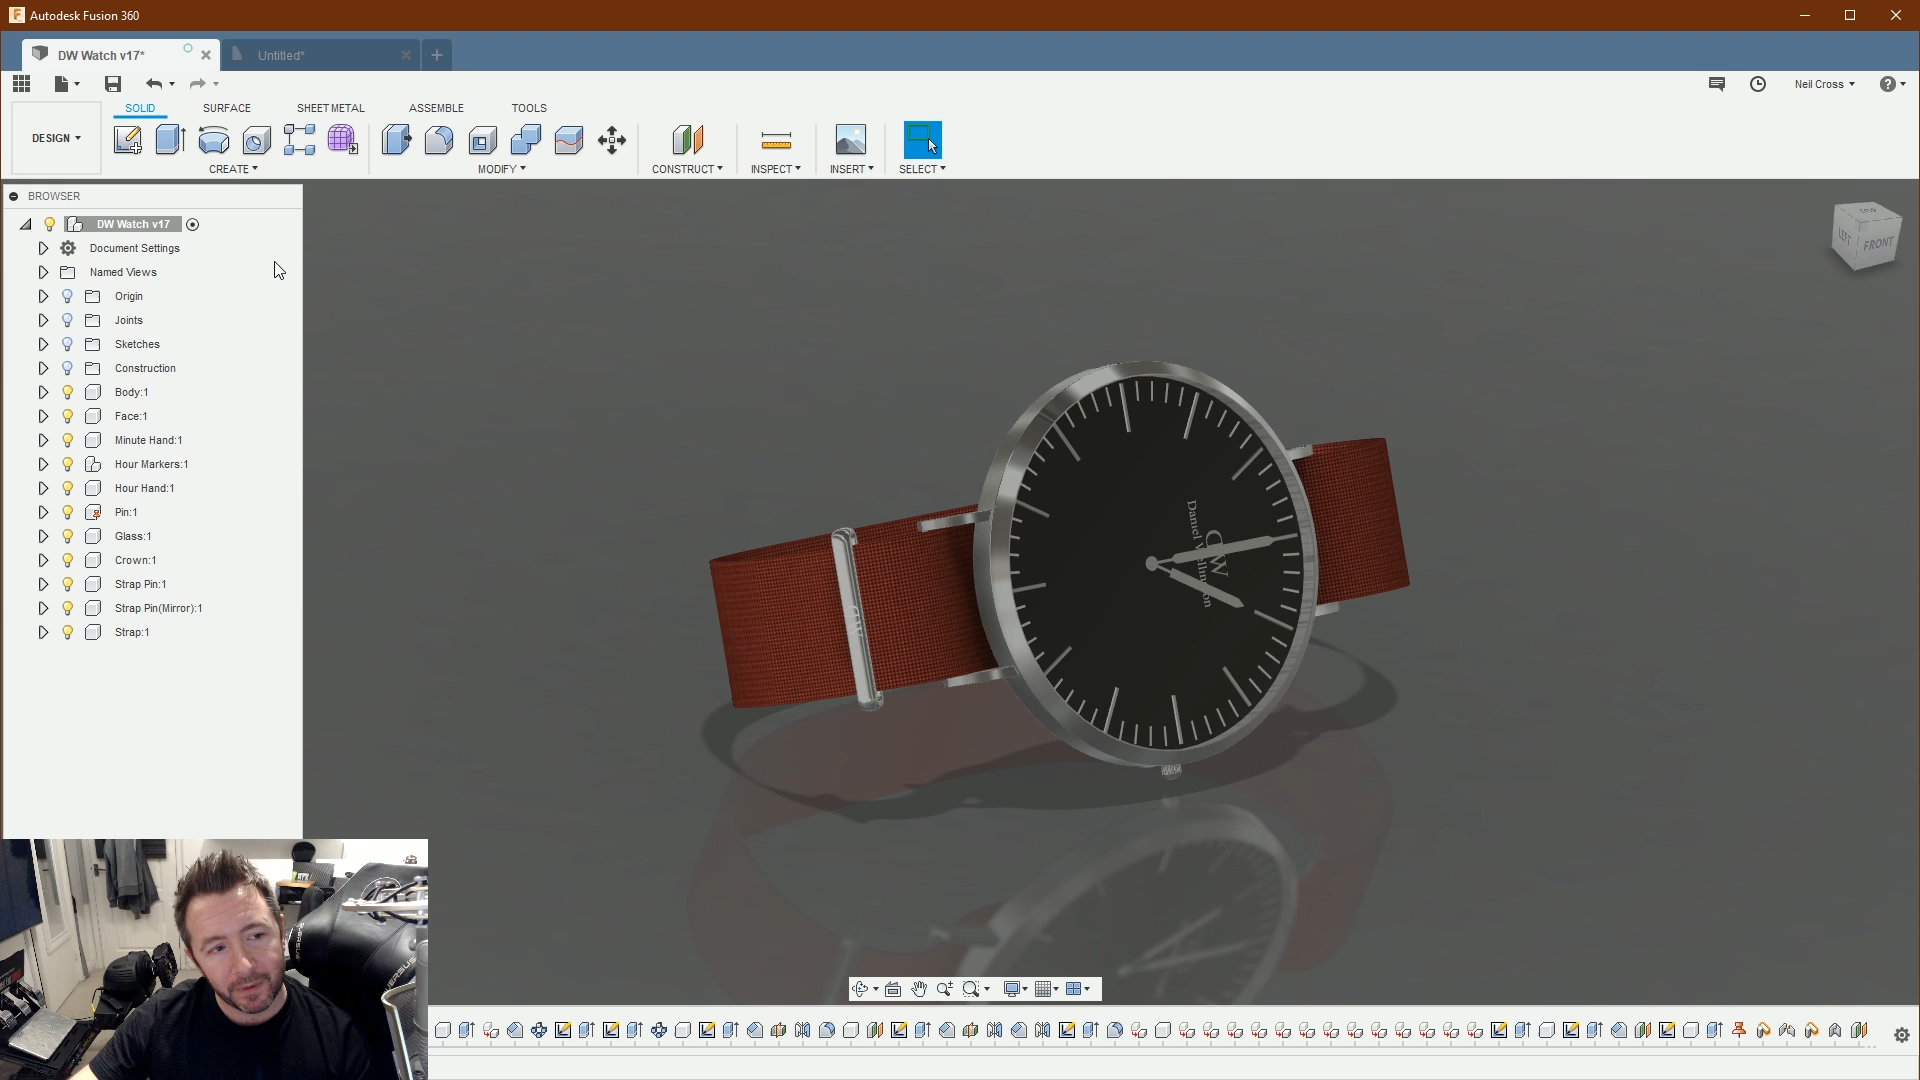 Autodesk Fusion 360
DW Watch v17*
Untitled*
Neil Cross
SOLID
SURFACE
SHEET METAL
ASSEMBLE
TOOLS
DESIGN
CREATE
MODIFY
CONSTRUCT
INSPECT
INSERT
SELECT
BROWSER
DW Watch v17
Document Settings
Named Views
Origin
Joints
Sketches
Construction
Body:1
Face:1
Minute Hand:1
Hour Markers:1
Hour Hand:1
Pin:1
Glass:1
Crown:1
Strap Pin:1
Strap Pin(Mirror):1
Strap:1
LEFT
FRONT
DW
Daniel Wellington